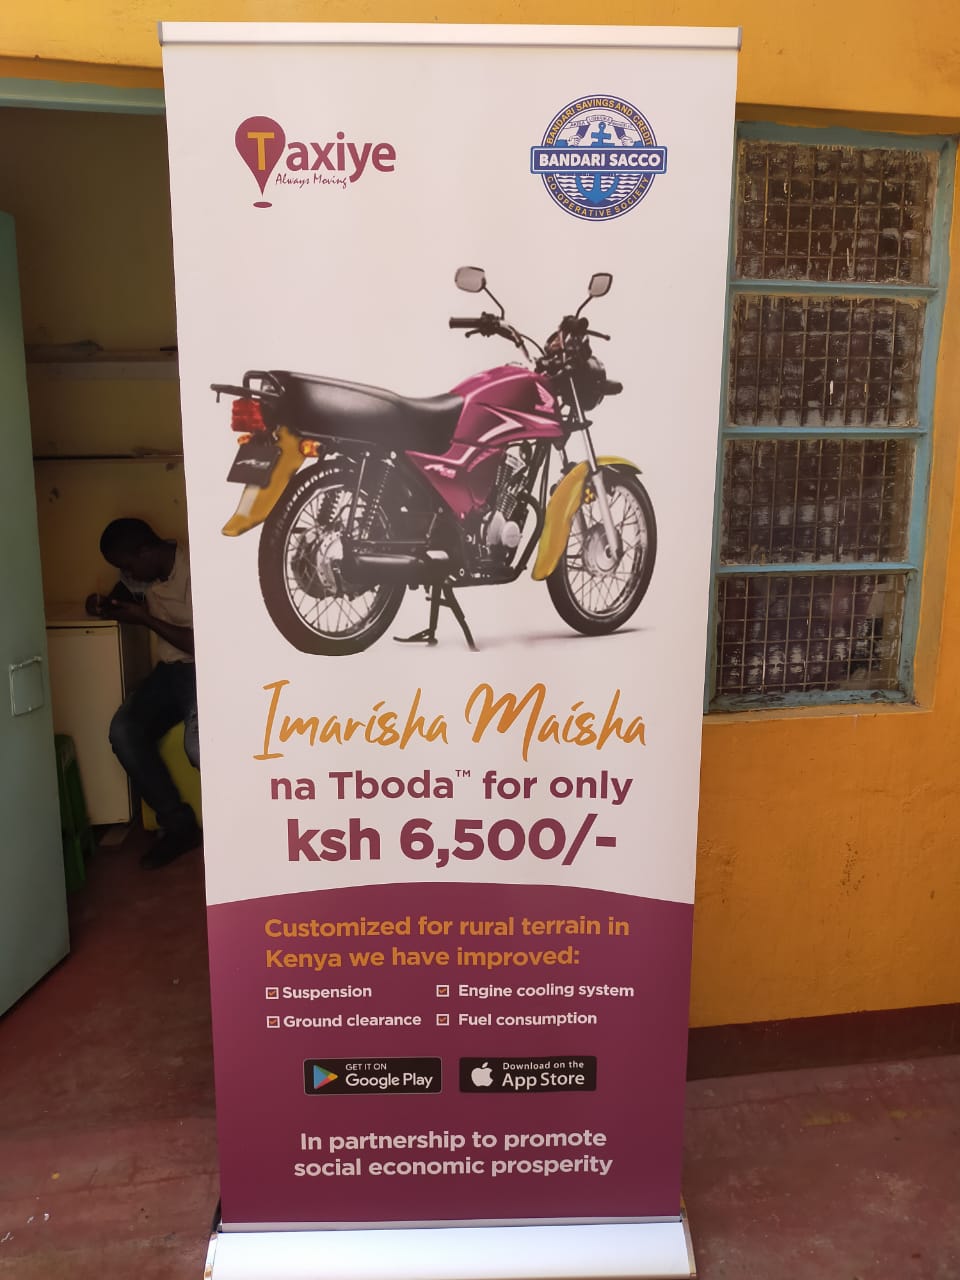 Taxiye
Always Moving
BANDARI SAVINGS AND CREDIT
BANDARI SACCO
CO-OPERATIVE SOCIETY
Imarisha Maisha
na Tboda™ for only
ksh 6,500/-
Customized for rural terrain in
Kenya we have improved:
Suspension
Engine cooling system
Ground clearance
Fuel consumption
GET IT ON
Google Play
Download on the
App Store
In partnership to promote
social economic prosperity